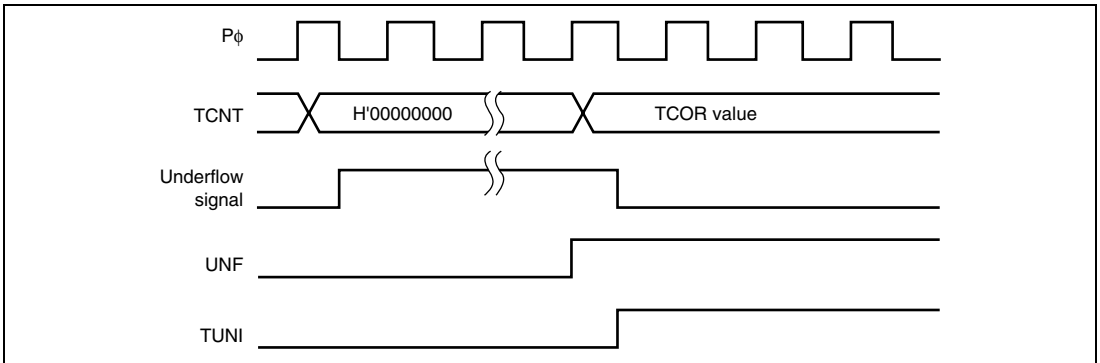 Pϕ
TCNT
H'00000000
TCOR value
Underflow
signal
UNF
TUNI